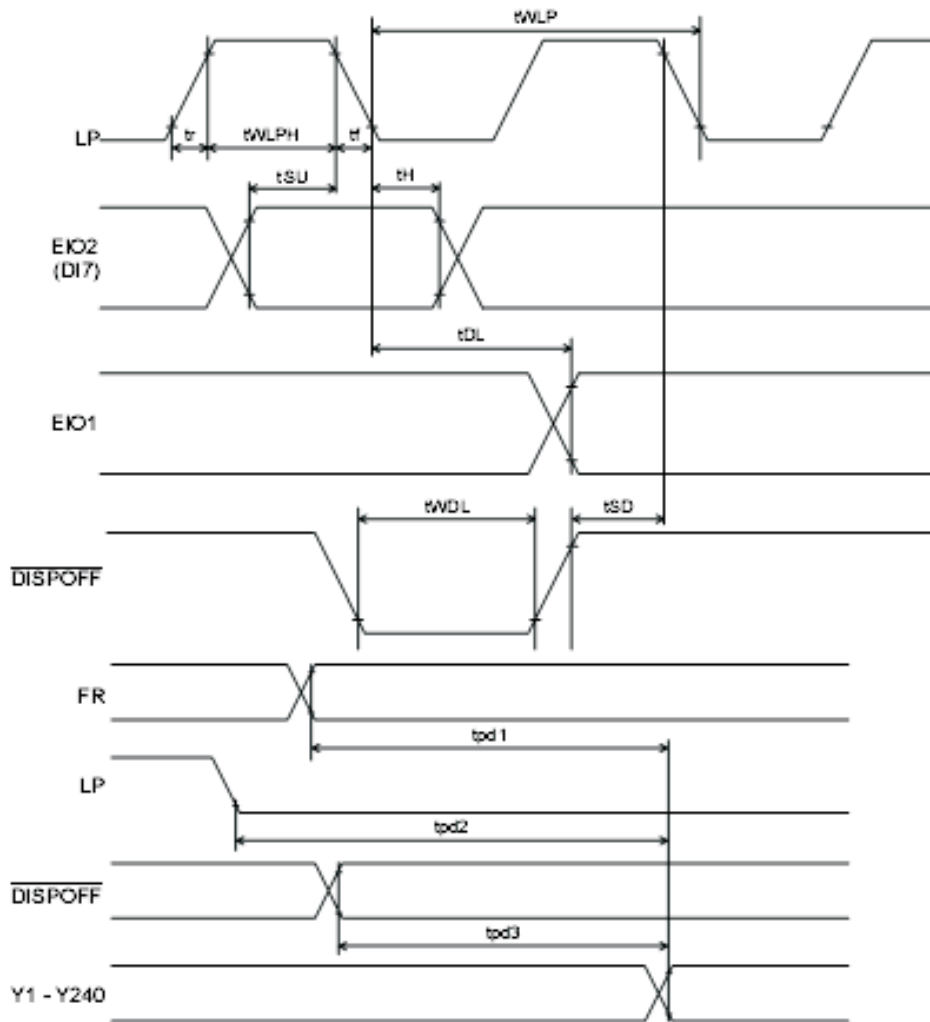 tWLP
LP
tr
tWLPH
tf
tSU
tH
EIO2
(DI7)
tDL
EIO1
tWDL
tSD
DISPOFF
FR
tpd1
LP
tpd2
DISPOFF
tpd3
Y1 - Y240